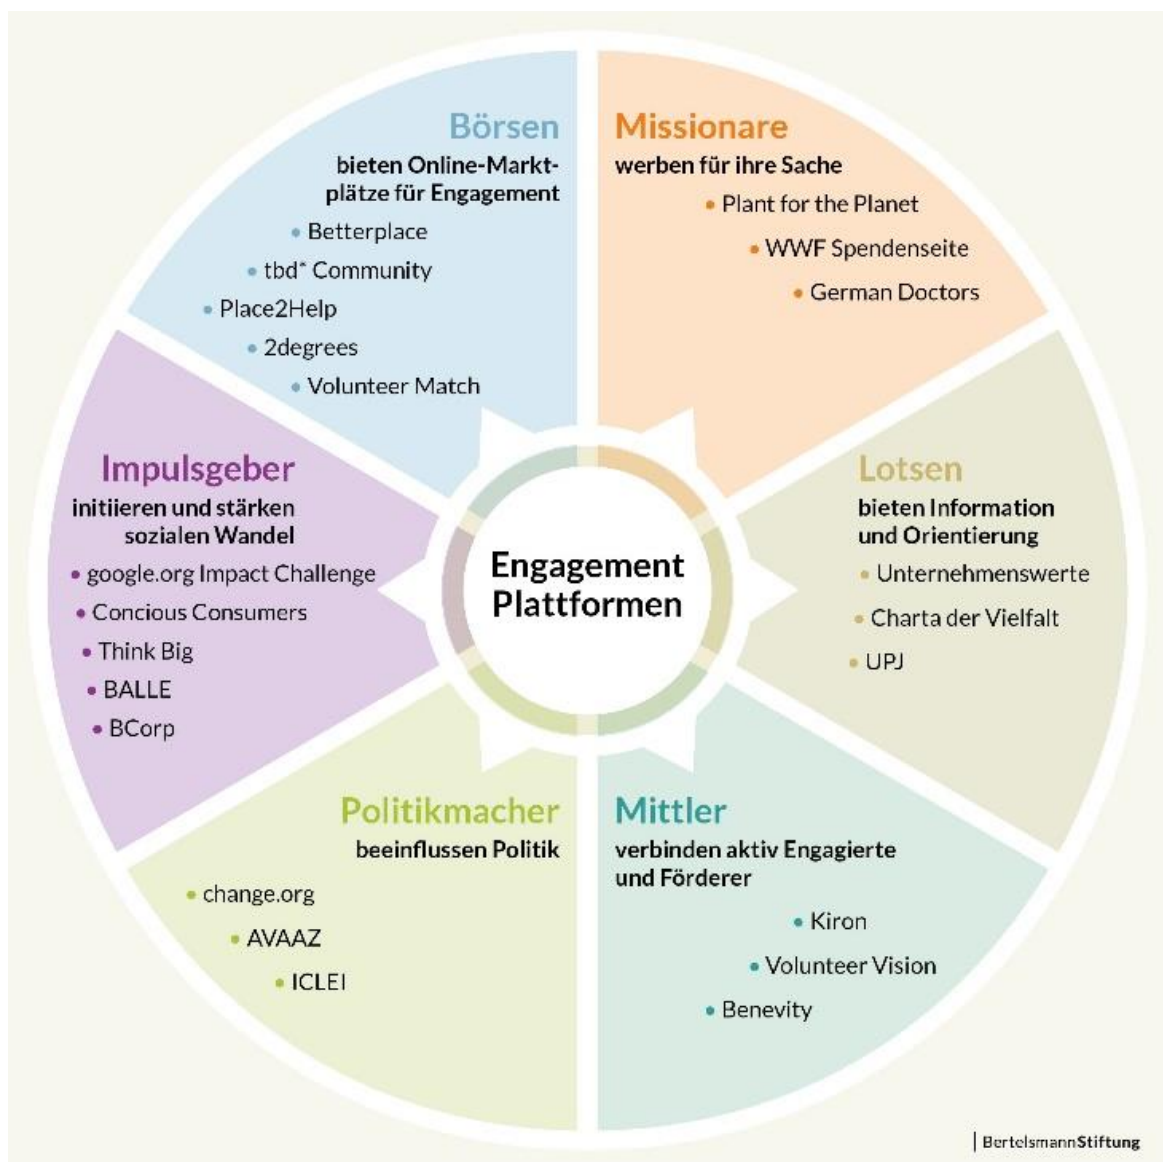 Börsen
bieten Online-Markt-
plätze für Engagement
• Betterplace
• tbd* Community
• Place2Help
• 2degrees
• Volunteer Match
Missionare
werben für ihre Sache
• Plant for the Planet
• WWF Spendenseite
• German Doctors
Lotsen
bieten Information
und Orientierung
• Unternehmenswerte
• Charta der Vielfalt
• UPJ
Mittler
verbinden aktiv Engagierte
und Förderer
• Kiron
• Volunteer Vision
• Benevity
Politikmacher
beeinflussen Politik
• change.org
• AVAAZ
• ICLEI
Impulsgeber
initiieren und stärken
sozialen Wandel
• google.org Impact Challenge
• Concious Consumers
• Think Big
• BALLE
• BCorp
Engagement
Plattformen
BertelsmannStiftung